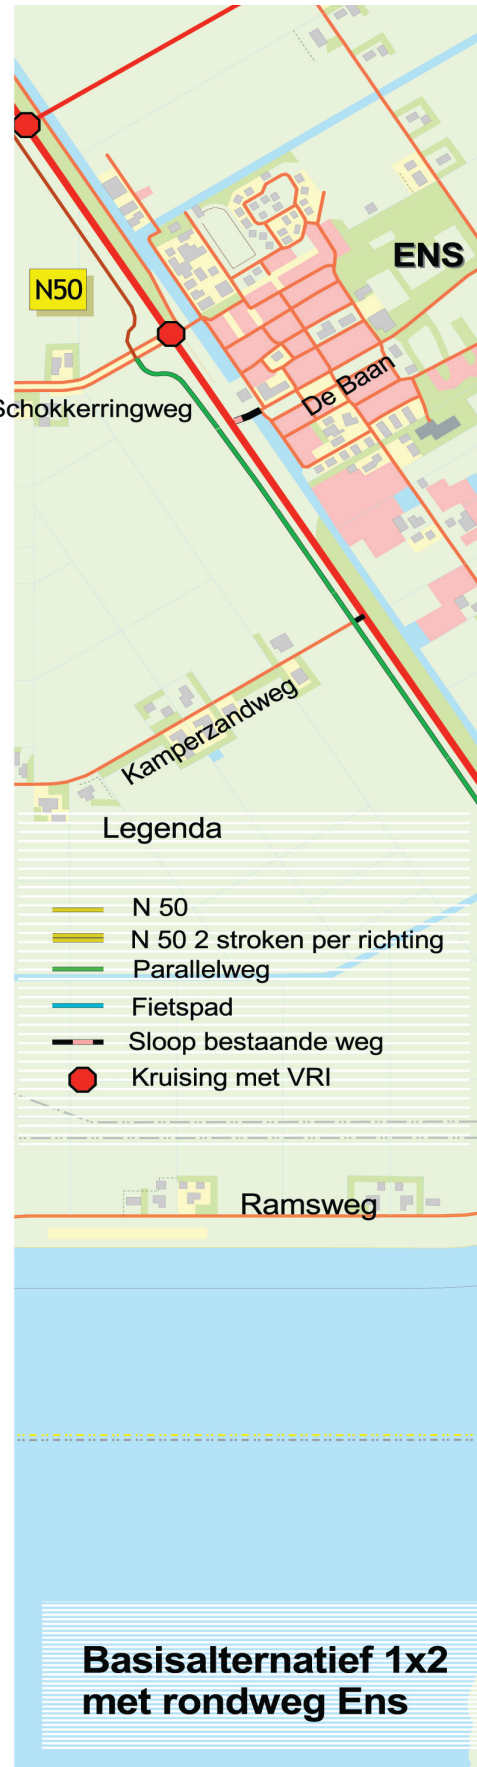 ENS
N50
De Baan
Schokkerringweg
Kamperzandweg
Legenda
N 50
N 50 2 stroken per richting
Parallelweg
Fietspad
Sloop bestaande weg
Kruising met VRI
Ramsweg
Basisalternatief 1x2
met rondweg Ens